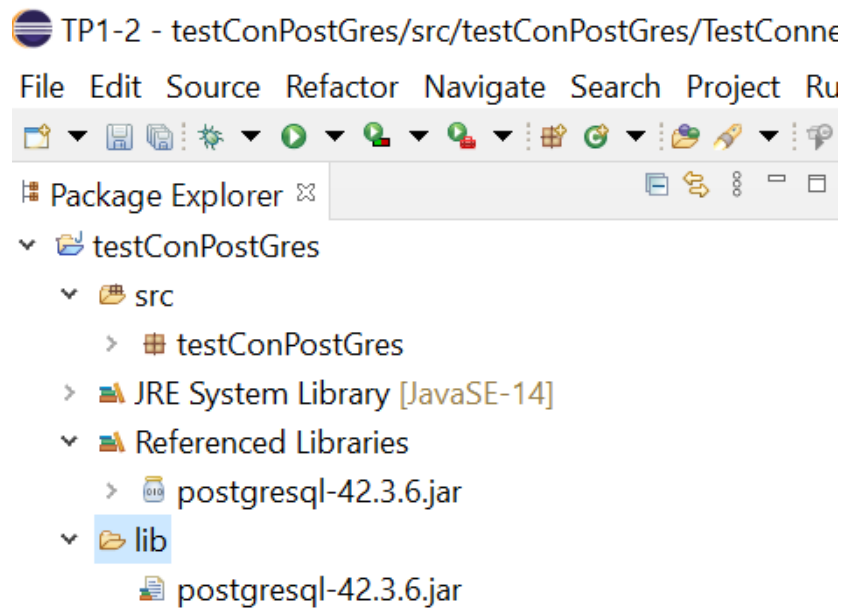 TP1-2 - testConPostGres/src/testConPostGres/TestConne
File Edit Source Refactor Navigate Search Project Ru
Package Explorer
testConPostGres
src
testConPostGres
JRE System Library [JavaSE-14]
Referenced Libraries
postgresql-42.3.6.jar
lib
postgresql-42.3.6.jar